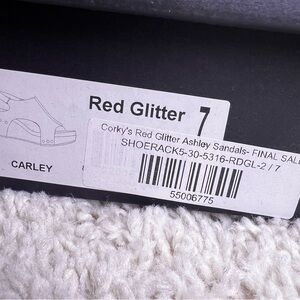 Red Glitter 7
Corky's Red Glitter Ashley Sandals- FINAL SALE
SHOERACK5-30-5316-RDGL-2 / 7
CARLEY
55006775